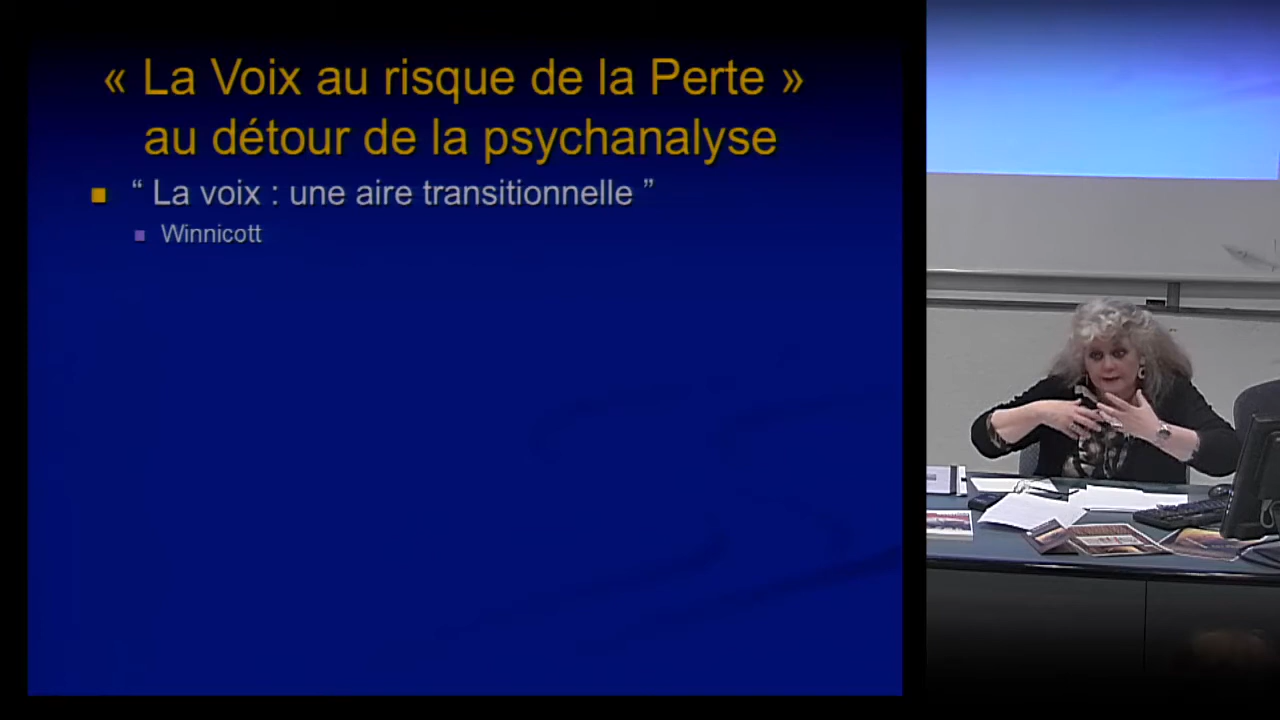 « La Voix au risque de la Perte »
au détour de la psychanalyse
“ La voix : une aire transitionnelle ”
Winnicott